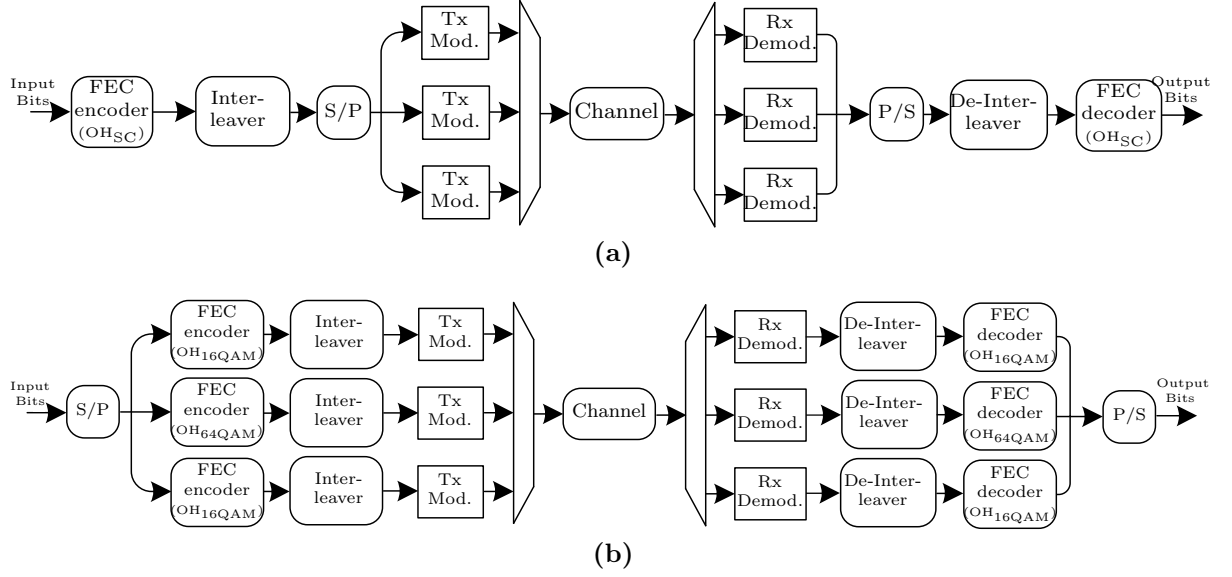 Input
Bits
FEC
encoder
(OH_SC)
Inter-
leaver
S/P
Tx
Mod.
Tx
Mod.
Tx
Mod.
Channel
Rx
Demod.
Rx
Demod.
Rx
Demod.
P/S
De-Inter-
leaver
FEC
decoder
(OH_SC)
Output
Bits
(a)
Input
Bits
S/P
FEC
encoder
(OH_16QAM)
Inter-
leaver
Tx
Mod.
FEC
encoder
(OH_64QAM)
Inter-
leaver
Tx
Mod.
FEC
encoder
(OH_16QAM)
Inter-
leaver
Tx
Mod.
Channel
Rx
Demod.
De-Inter-
leaver
FEC
decoder
(OH_16QAM)
Rx
Demod.
De-Inter-
leaver
FEC
decoder
(OH_64QAM)
Rx
Demod.
De-Inter-
leaver
FEC
decoder
(OH_16QAM)
P/S
Output
Bits
(b)